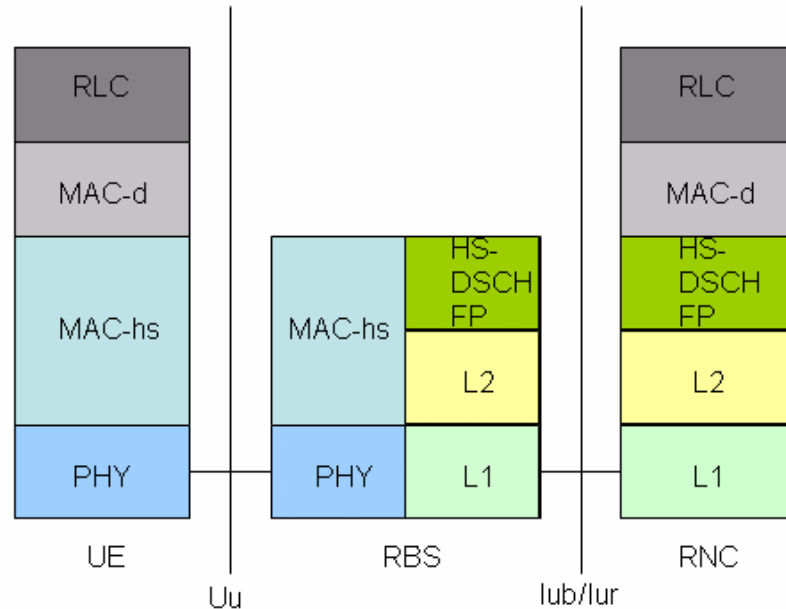 RLC
MAC-d
MAC-hs
PHY
UE
Uu
MAC-hs
PHY
HS-
DSCH
FP
L2
L1
RBS
Iub/Iur
RLC
MAC-d
HS-
DSCH
FP
L2
L1
RNC